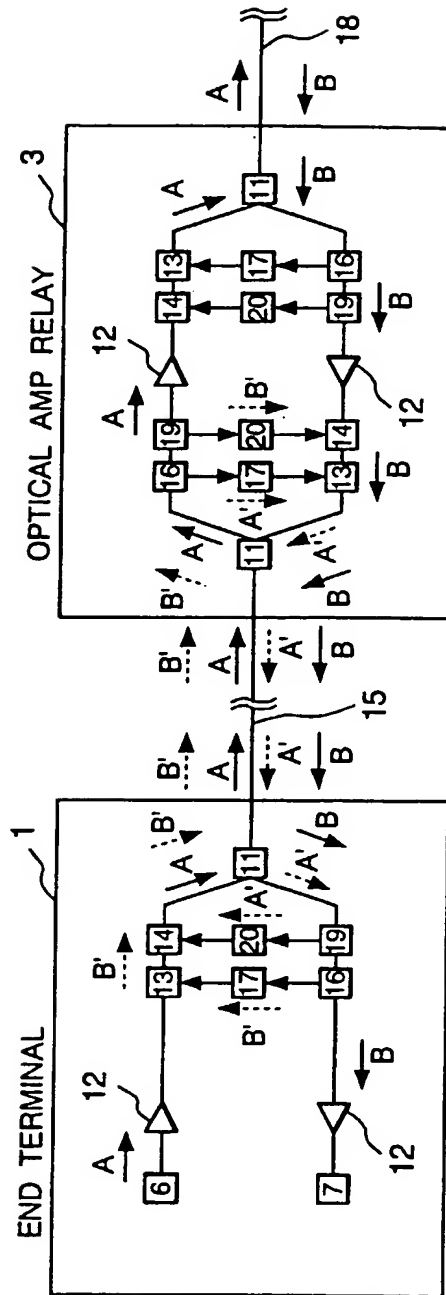 END TERMINAL
1
A
12
6
B'
13
14
A
B'
11
B'
17
20
A'
16
19
A'
B
7
12
B
B'
A
A'
B
15
B'
A
A'
B
OPTICAL AMP RELAY
3
B'
A
11
A'
B
A
12
16
19
14
13
A
A'
17
20
B'
20
17
11
13
14
19
16
B
12
B
B
A
18
B